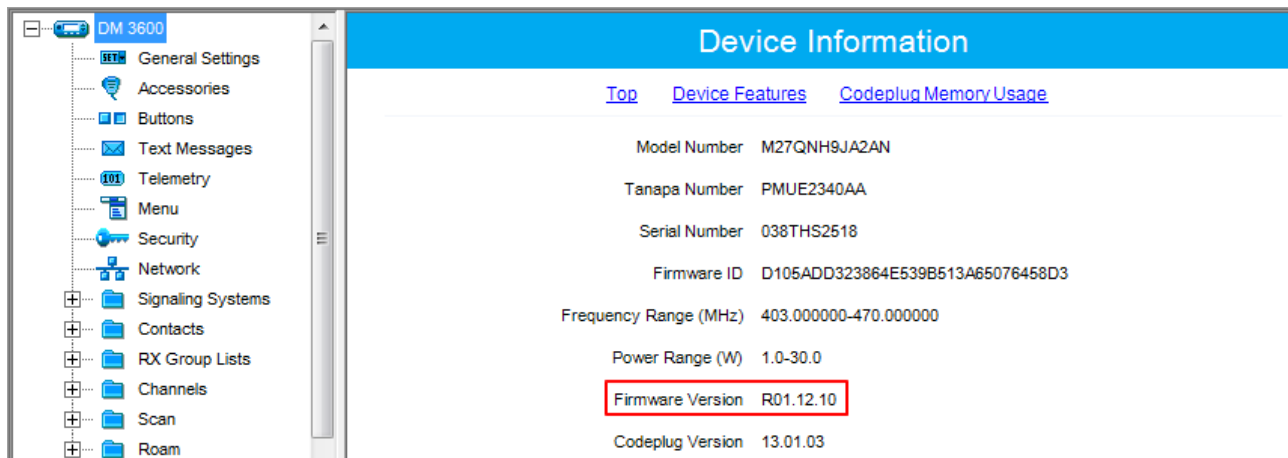 DM 3600
General Settings
Accessories
Buttons
Text Messages
Telemetry
Menu
Security
Network
Signaling Systems
Contacts
RX Group Lists
Channels
Scan
Roam
Device Information
Top Device Features Codeplug Memory Usage
Model Number M27QNH9JA2AN
Tanapa Number PMUE2340AA
Serial Number 038THS2518
Firmware ID D105ADD323864E539B513A65076458D3
Frequency Range (MHz) 403.000000-470.000000
Power Range (W) 1.0-30.0
Firmware Version R01.12.10
Codeplug Version 13.01.03